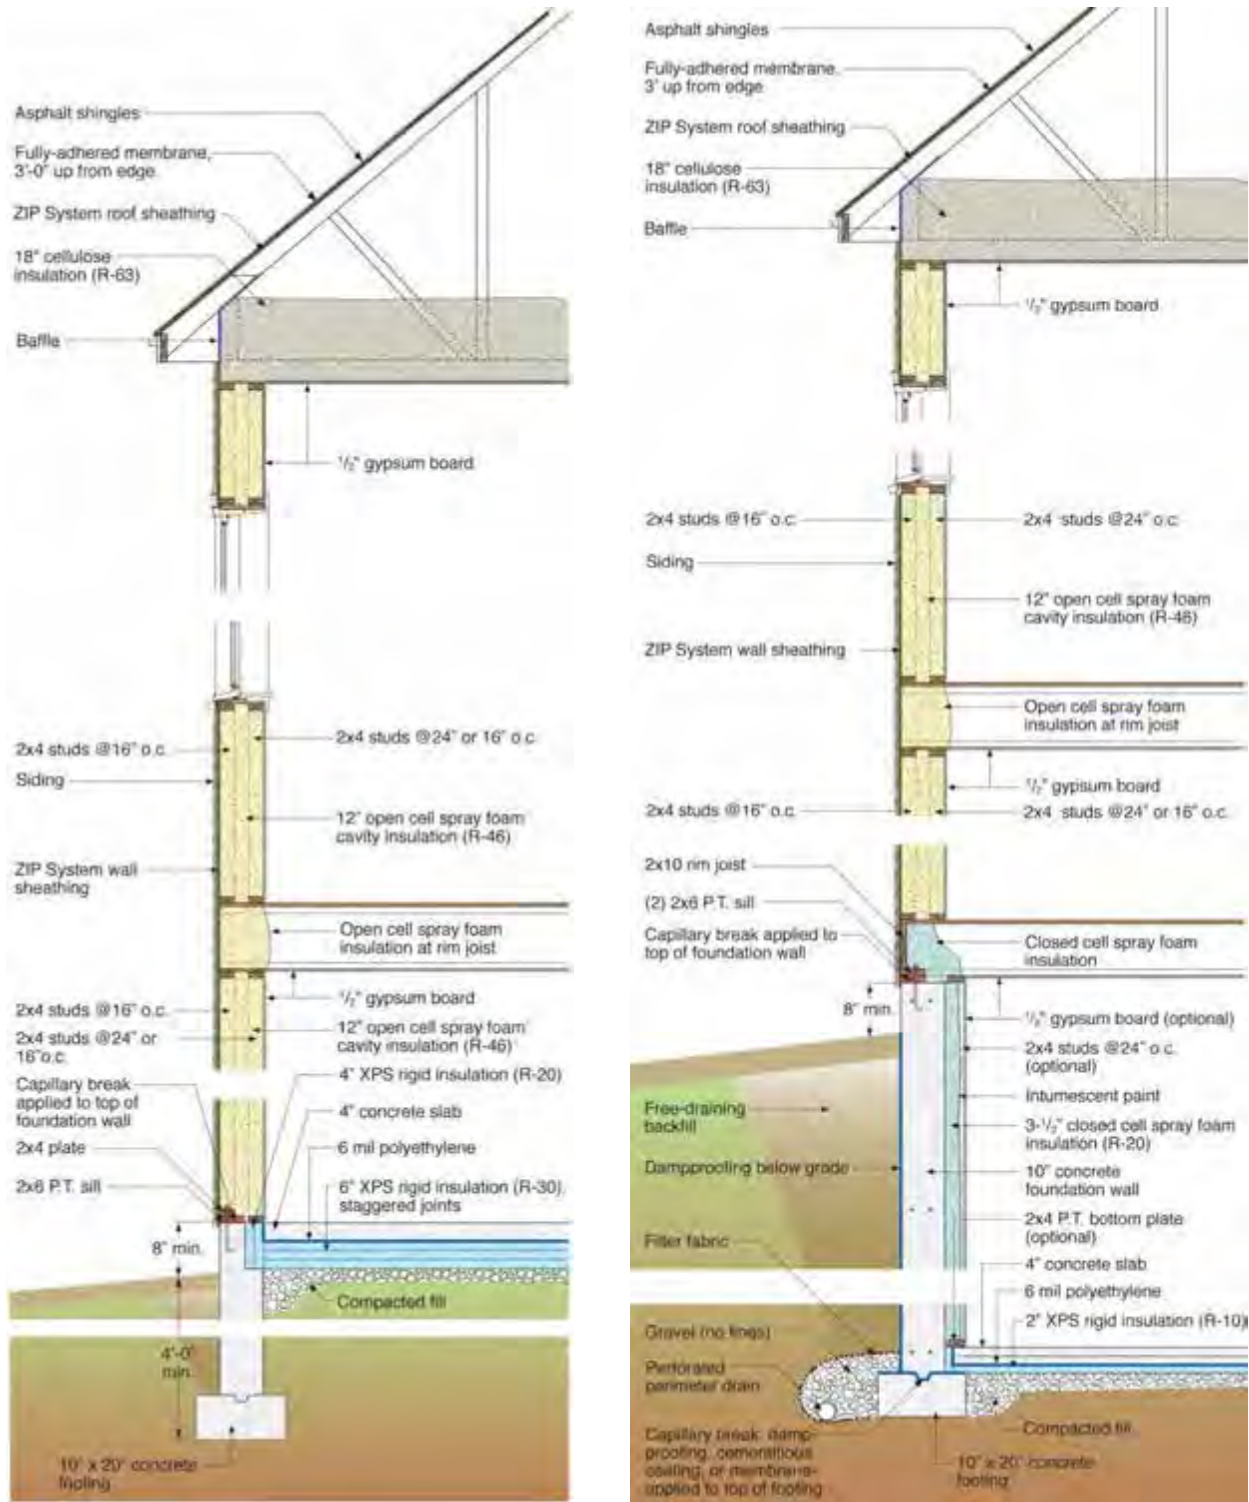 Asphalt shingles
Fully-adhered membrane,
3'-0" up from edge
ZIP System roof sheathing
18" cellulose
insulation (R-63)
Baffle
1/2" gypsum board
2x4 studs @16" o.c.
2x4 studs @24" or 16" o.c.
Siding
12" open cell spray foam
cavity insulation (R-46)
ZIP System wall
sheathing
Open cell spray foam
insulation at rim joist
1/2" gypsum board
2x4 studs @16" o.c.
12" open cell spray foam
cavity insulation (R-46)
2x4 studs @24" or
16"o.c.
4" XPS rigid insulation (R-20)
Capillary break
applied to top of
foundation wall
4" concrete slab
2x4 plate
6 mil polyethylene
2x6 P.T. sill
6" XPS rigid insulation (R-30),
staggered joints
8" min.
Compacted fill
4'-0"
min.
10" x 20" concrete
footing
Asphalt shingles
Fully-adhered membrane,
3' up from edge
ZIP System roof sheathing
18" cellulose
insulation (R-63)
Baffle
1/2" gypsum board
2x4 studs @16" o.c.
2x4 studs @24" o.c.
Siding
12" open cell spray foam
cavity insulation (R-46)
ZIP System wall sheathing
Open cell spray foam
insulation at rim joist
1/2" gypisum board
2x4 studs @16" o.c.
2x4 studs @24" or 16" o.c.
2x10 rim joist
(2) 2x6 P.T. sill
Capillary break applied to
top of foundation wall
Closed cell spray foam
insulation
8" min.
1/2" gypsum board (optional)
2x4 studs @24" o.c.
(optional)
Intumescent paint
Free-draining
backfill
3-1/2" closed cell spray foam
insulation (R-20)
Dampproofing below grade
10" concrete
foundation wall
2x4 P.T. bottom plate
(optional)
Filter fabric
4" concrete slab
6 mil polyethylene
2" XPS rigid insulation (R-10)
Gravel (no fines)
Perforated
perimeter drain
Compacted fill
Capillary break: damp-
proofing, cementitious
coating, or membrane
applied to top of footing
10" x 20" concrete
footing